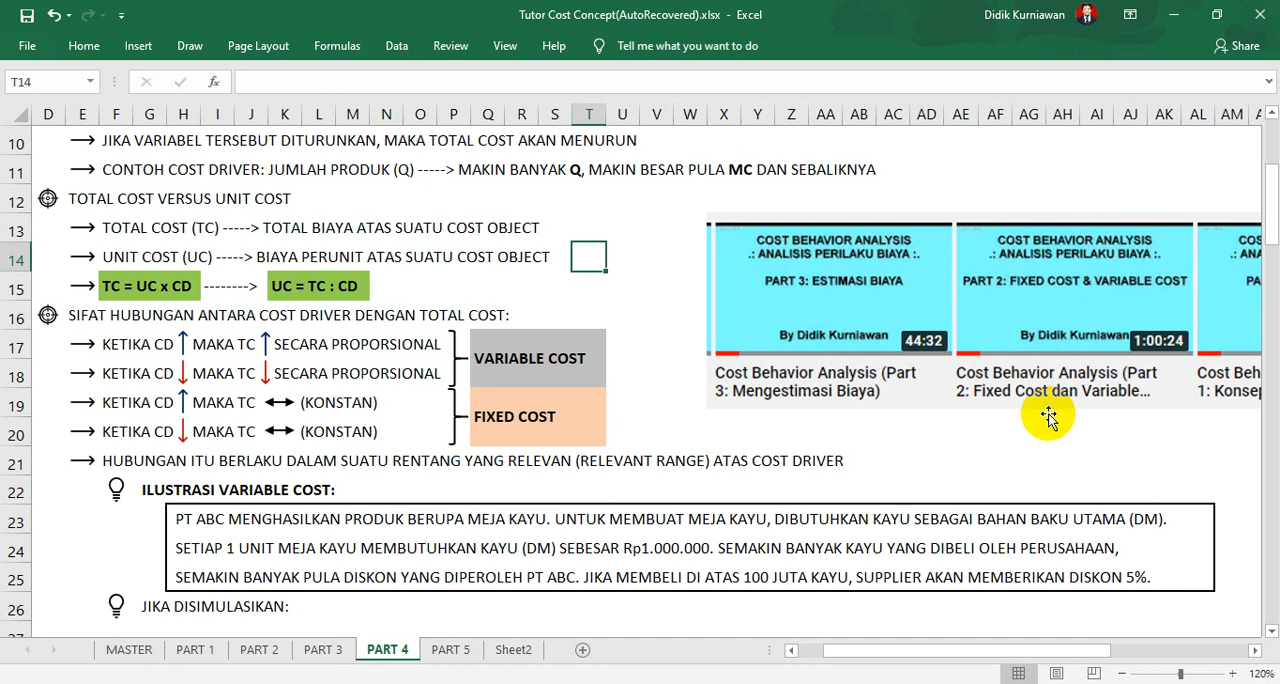 Tutor Cost Concept(AutoRecovered).xlsx - Excel
Didik Kurniawan
File Home Insert Draw Page Layout Formulas Data Review View Help Tell me what you want to do Share
T14 fx
D E F G H I J K L M N O P Q R S T U V W X Y Z AA AB AC AD AE AF AG AH AI AJ AK AL AM
10 JIKA VARIABEL TERSEBUT DITURUNKAN, MAKA TOTAL COST AKAN MENURUN
11 CONTOH COST DRIVER: JUMLAH PRODUK (Q) -----> MAKIN BANYAK Q, MAKIN BESAR PULA MC DAN SEBALIKNYA
12 TOTAL COST VERSUS UNIT COST
13 TOTAL COST (TC) -----> TOTAL BIAYA ATAS SUATU COST OBJECT
14 UNIT COST (UC) -----> BIAYA PERUNIT ATAS SUATU COST OBJECT
15 TC = UC x CD --------> UC = TC : CD
16 SIFAT HUBUNGAN ANTARA COST DRIVER DENGAN TOTAL COST:
17 KETIKA CD ↑ MAKA TC ↑ SECARA PROPORSIONAL
VARIABLE COST
18 KETIKA CD ↓ MAKA TC ↓ SECARA PROPORSIONAL
19 KETIKA CD ↑ MAKA TC ↔ (KONSTAN)
FIXED COST
20 KETIKA CD ↓ MAKA TC ↔ (KONSTAN)
21 HUBUNGAN ITU BERLAKU DALAM SUATU RENTANG YANG RELEVAN (RELEVANT RANGE) ATAS COST DRIVER
22 ILUSTRASI VARIABLE COST:
23 PT ABC MENGHASILKAN PRODUK BERUPA MEJA KAYU. UNTUK MEMBUAT MEJA KAYU, DIBUTUHKAN KAYU SEBAGAI BAHAN BAKU UTAMA (DM).
24 SETIAP 1 UNIT MEJA KAYU MEMBUTUHKAN KAYU (DM) SEBESAR Rp1.000.000. SEMAKIN BANYAK KAYU YANG DIBELI OLEH PERUSAHAAN,
25 SEMAKIN BANYAK PULA DISKON YANG DIPEROLEH PT ABC. JIKA MEMBELI DI ATAS 100 JUTA KAYU, SUPPLIER AKAN MEMBERIKAN DISKON 5%.
26 JIKA DISIMULASIKAN:
COST BEHAVIOR ANALYSIS
.: ANALISIS PERILAKU BIAYA :.
PART 3: ESTIMASI BIAYA
By Didik Kurniawan
44:32
Cost Behavior Analysis (Part
3: Mengestimasi Biaya)
COST BEHAVIOR ANALYSIS
.: ANALISIS PERILAKU BIAYA :.
PART 2: FIXED COST & VARIABLE COST
By Didik Kurniawan
1:00:24
Cost Behavior Analysis (Part
2: Fixed Cost dan Variable...
COS
.: ANA
PA
Cost Beh
1: Konse
MASTER PART 1 PART 2 PART 3 PART 4 PART 5 Sheet2
120%